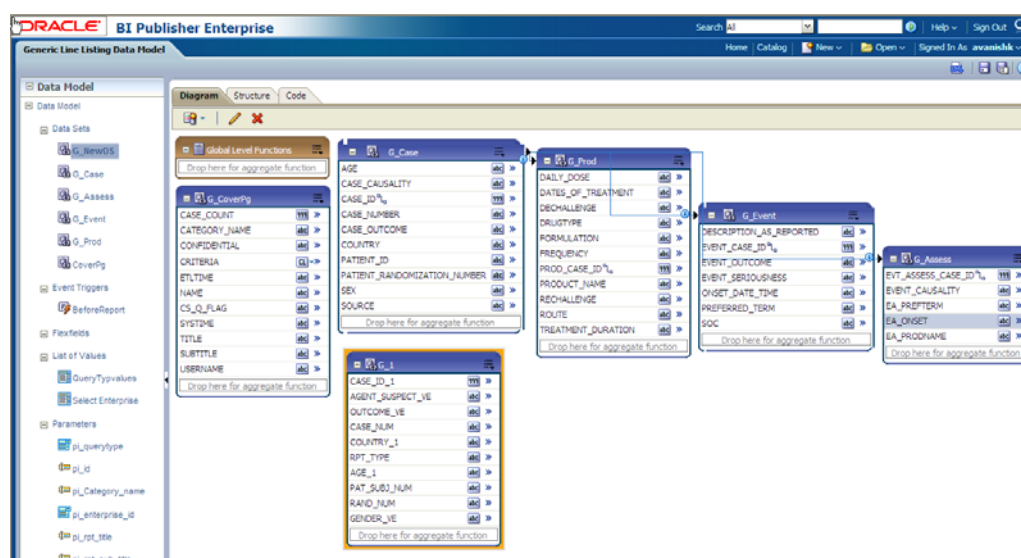 ORACLE BI Publisher Enterprise
Search All
Help
Sign Out
Generic Line Listing Data Model
Home Catalog New Open Signed In As avanishk
Data Model
Data Model
Data Sets
G_NewDS
G_Case
G_Assess
G_Event
G_Prod
CoverPg
Event Triggers
BeforeReport
Flexfields
List of Values
QueryTypvalues
Select Enterprise
Parameters
pi_querytype
pi_id
pi_Category_name
pi_enterprise_id
pi_rpt_title
Diagram Structure Code
Global Level Functions
Drop here for aggregate function
G_CoverPg
CASE_COUNT
CATEGORY_NAME
CONFIDENTIAL
CRITERIA
ETLTIME
NAME
CS_Q_FLAG
SYSTIME
TITLE
SUBTITLE
USERNAME
Drop here for aggregate function
G_Case
AGE
CASE_CAUSALITY
CASE_ID
CASE_NUMBER
CASE_OUTCOME
COUNTRY
PATIENT_ID
PATIENT_RANDOMIZATION_NUMBER
SEX
SOURCE
Drop here for aggregate function
G_1
CASE_ID_1
AGENT_SUSPECT_VE
OUTCOME_VE
CASE_NUM
COUNTRY_1
RPT_TYPE
AGE_1
PAT_SUBJ_NUM
RAND_NUM
GENDER_VE
Drop here for aggregate function
G_Prod
DAILY_DOSE
DATES_OF_TREATMENT
DECHALLENGE
DRUGTYPE
FORMULATION
FREQUENCY
PROD_CASE_ID
PRODUCT_NAME
RECHALLENGE
ROUTE
TREATMENT_DURATION
Drop here for aggregate function
G_Event
DESCRIPTION_AS_REPORTED
EVENT_CASE_ID
EVENT_OUTCOME
EVENT_SERIOUSNESS
ONSET_DATE_TIME
PREFERRED_TERM
SOC
Drop here for aggregate function
G_Assess
EVT_ASSESS_CASE_ID
EVENT_CAUSALITY
EA_PREFTERM
EA_ONSET
EA_PRODNAME
Drop here for aggregate function